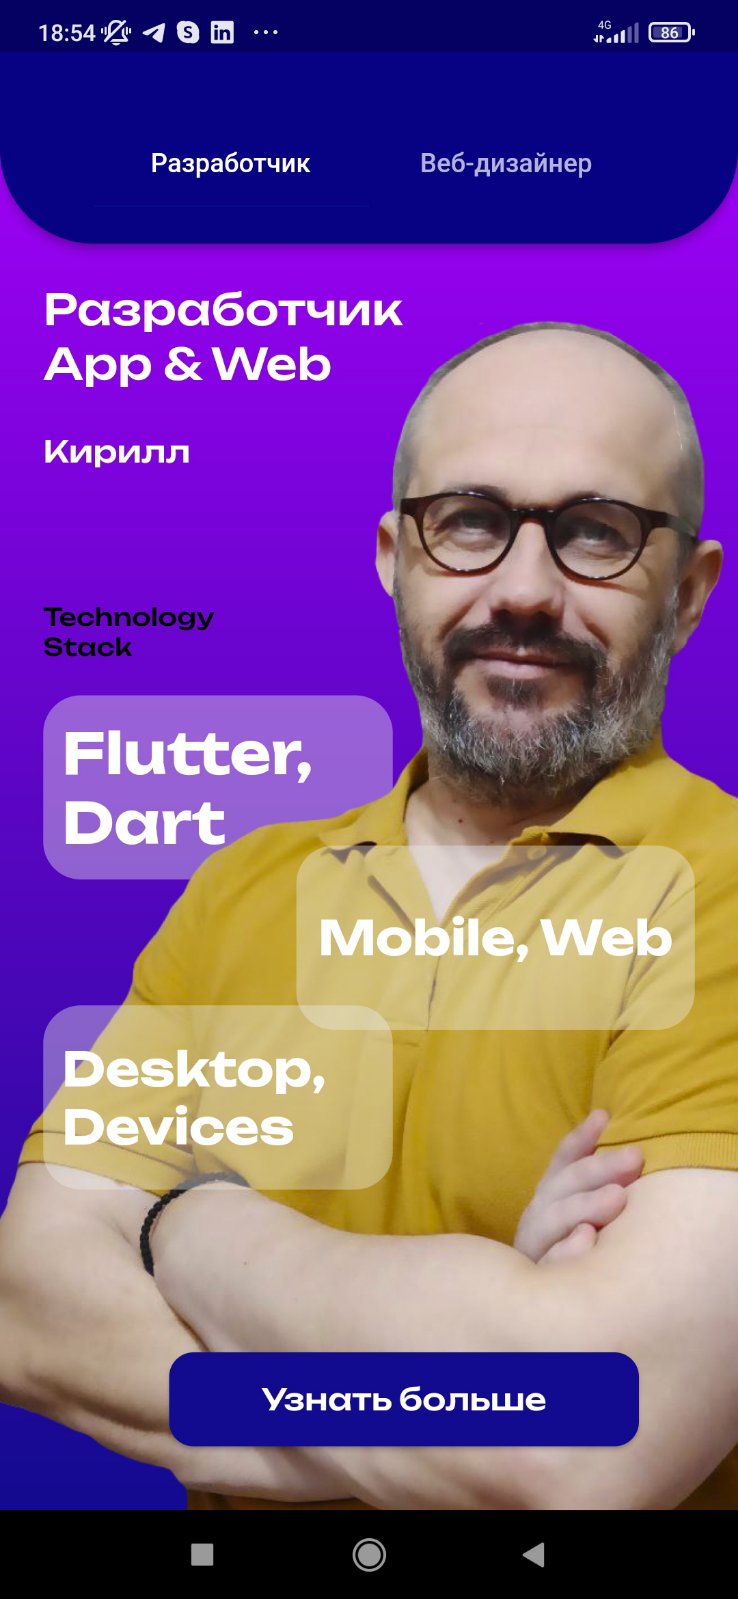 18:54
4G
86
Разработчик
Веб-дизайнер
Разработчик
App & Web
Кирилл
Technology
Stack
Flutter,
Dart
Mobile, Web
Desktop,
Devices
Узнать больше